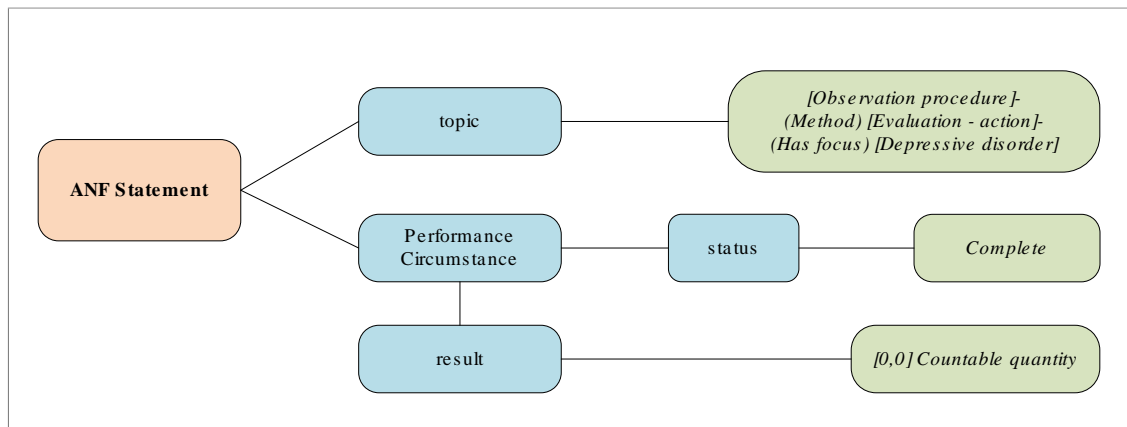 ANF Statement
topic
[Observation procedure]-
(Method) [Evaluation - action]-
(Has focus) [Depressive disorder]
Performance
Circumstance
status
Complete
result
[0,0] Countable quantity